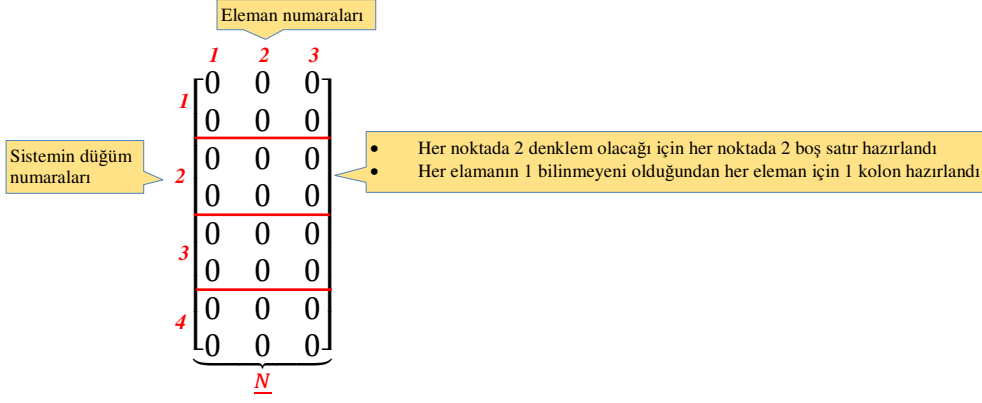 Eleman numaraları
1 2 3
1 0 0 0
0 0 0
Sistemin düğüm
numaraları
2 0 0 0
0 0 0
• Her noktada 2 denklem olacağı için her noktada 2 boş satır hazırlandı
• Her elamanın 1 bilinmeyeni olduğundan her eleman için 1 kolon hazırlandı
3 0 0 0
0 0 0
4 0 0 0
0 0 0
N